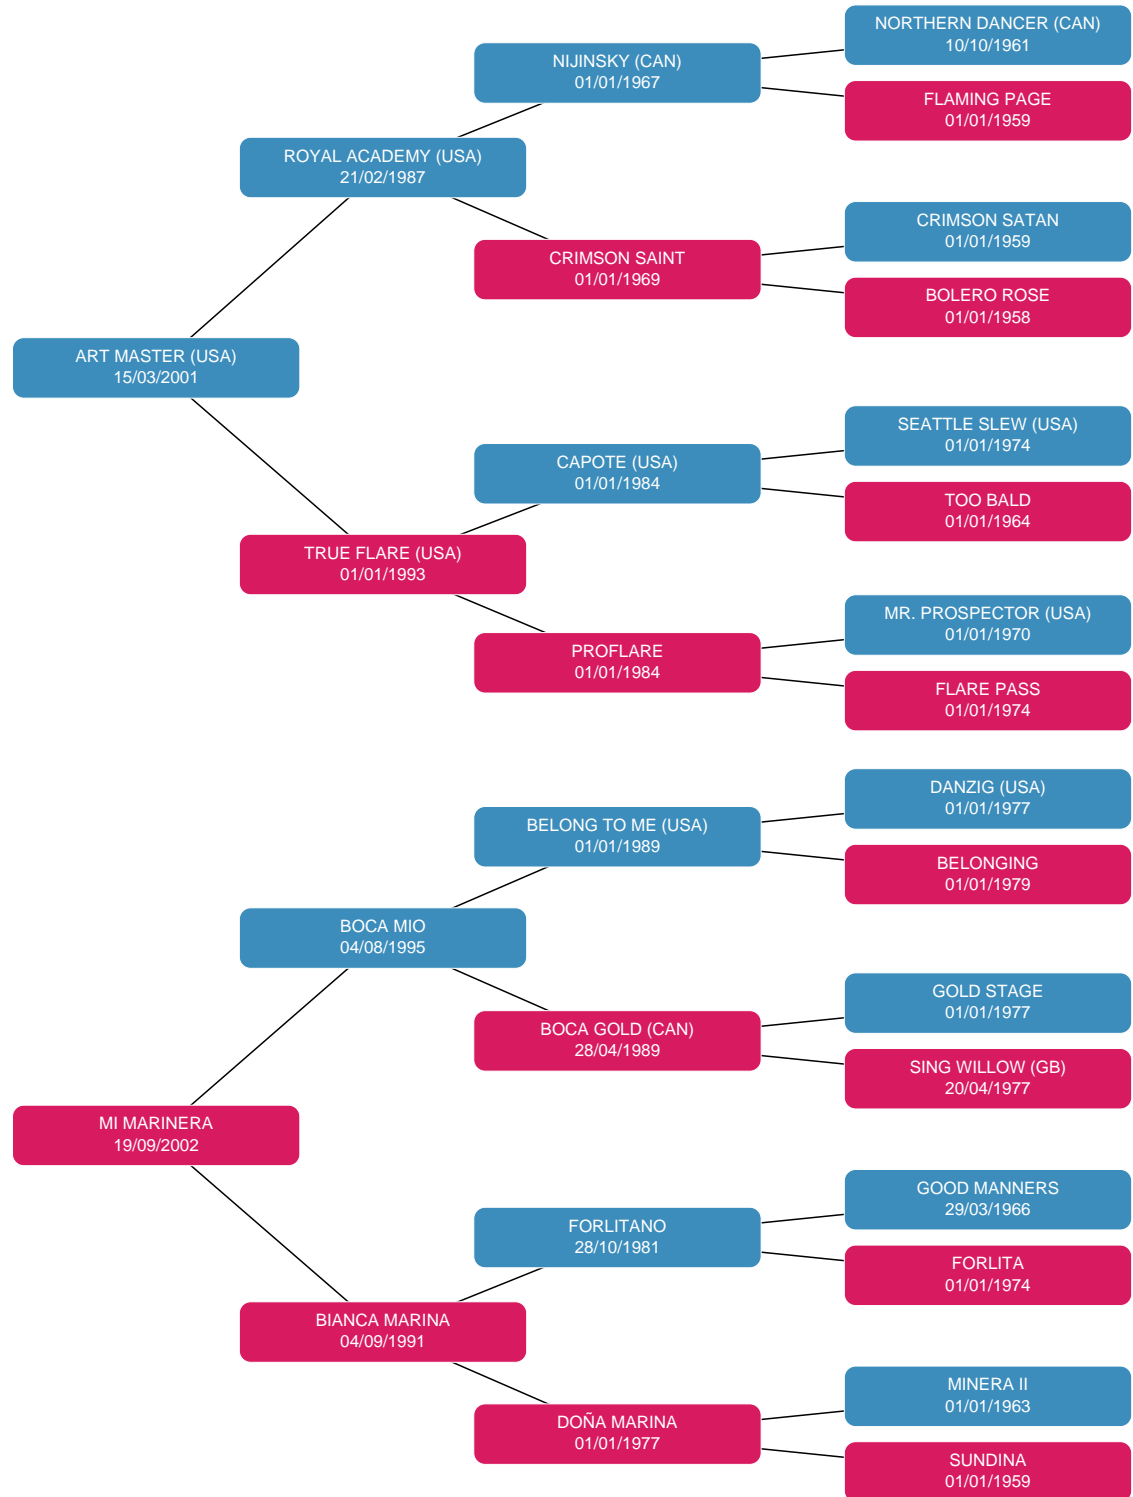 NORTHERN DANCER (CAN)
10/10/1961
NIJINSKY (CAN)
01/01/1967
FLAMING PAGE
01/01/1959
ROYAL ACADEMY (USA)
21/02/1987
CRIMSON SATAN
01/01/1959
CRIMSON SAINT
01/01/1969
BOLERO ROSE
01/01/1958
ART MASTER (USA)
15/03/2001
SEATTLE SLEW (USA)
01/01/1974
CAPOTE (USA)
01/01/1984
TOO BALD
01/01/1964
TRUE FLARE (USA)
01/01/1993
MR. PROSPECTOR (USA)
01/01/1970
PROFLARE
01/01/1984
FLARE PASS
01/01/1974
DANZIG (USA)
01/01/1977
BELONG TO ME (USA)
01/01/1989
BELONGING
01/01/1979
BOCA MIO
04/08/1995
GOLD STAGE
01/01/1977
BOCA GOLD (CAN)
28/04/1989
SING WILLOW (GB)
20/04/1977
MI MARINERA
19/09/2002
GOOD MANNERS
29/03/1966
FORLITANO
28/10/1981
FORLITA
01/01/1974
BIANCA MARINA
04/09/1991
MINERA II
01/01/1963
DOÑA MARINA
01/01/1977
SUNDINA
01/01/1959